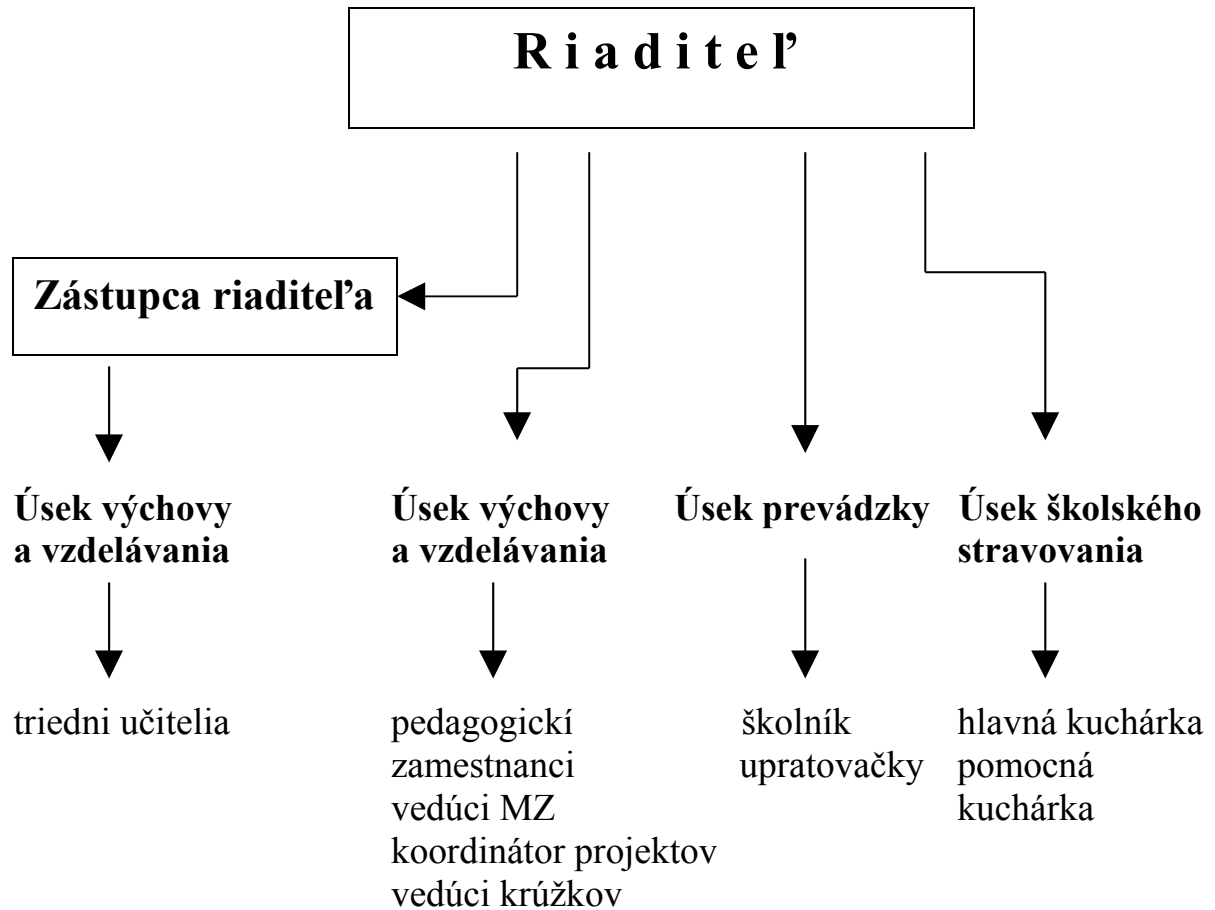 R i a d i t e ľ
Zástupca riaditeľa
Úsek výchovy
a vzdelávania
Úsek výchovy
a vzdelávania
Úsek prevádzky
Úsek školského
stravovania
triedni učitelia
pedagogickí
zamestnanci
vedúci MZ
koordinátor projektov
vedúci krúžkov
školník
upratovačky
hlavná kuchárka
pomocná
kuchárka